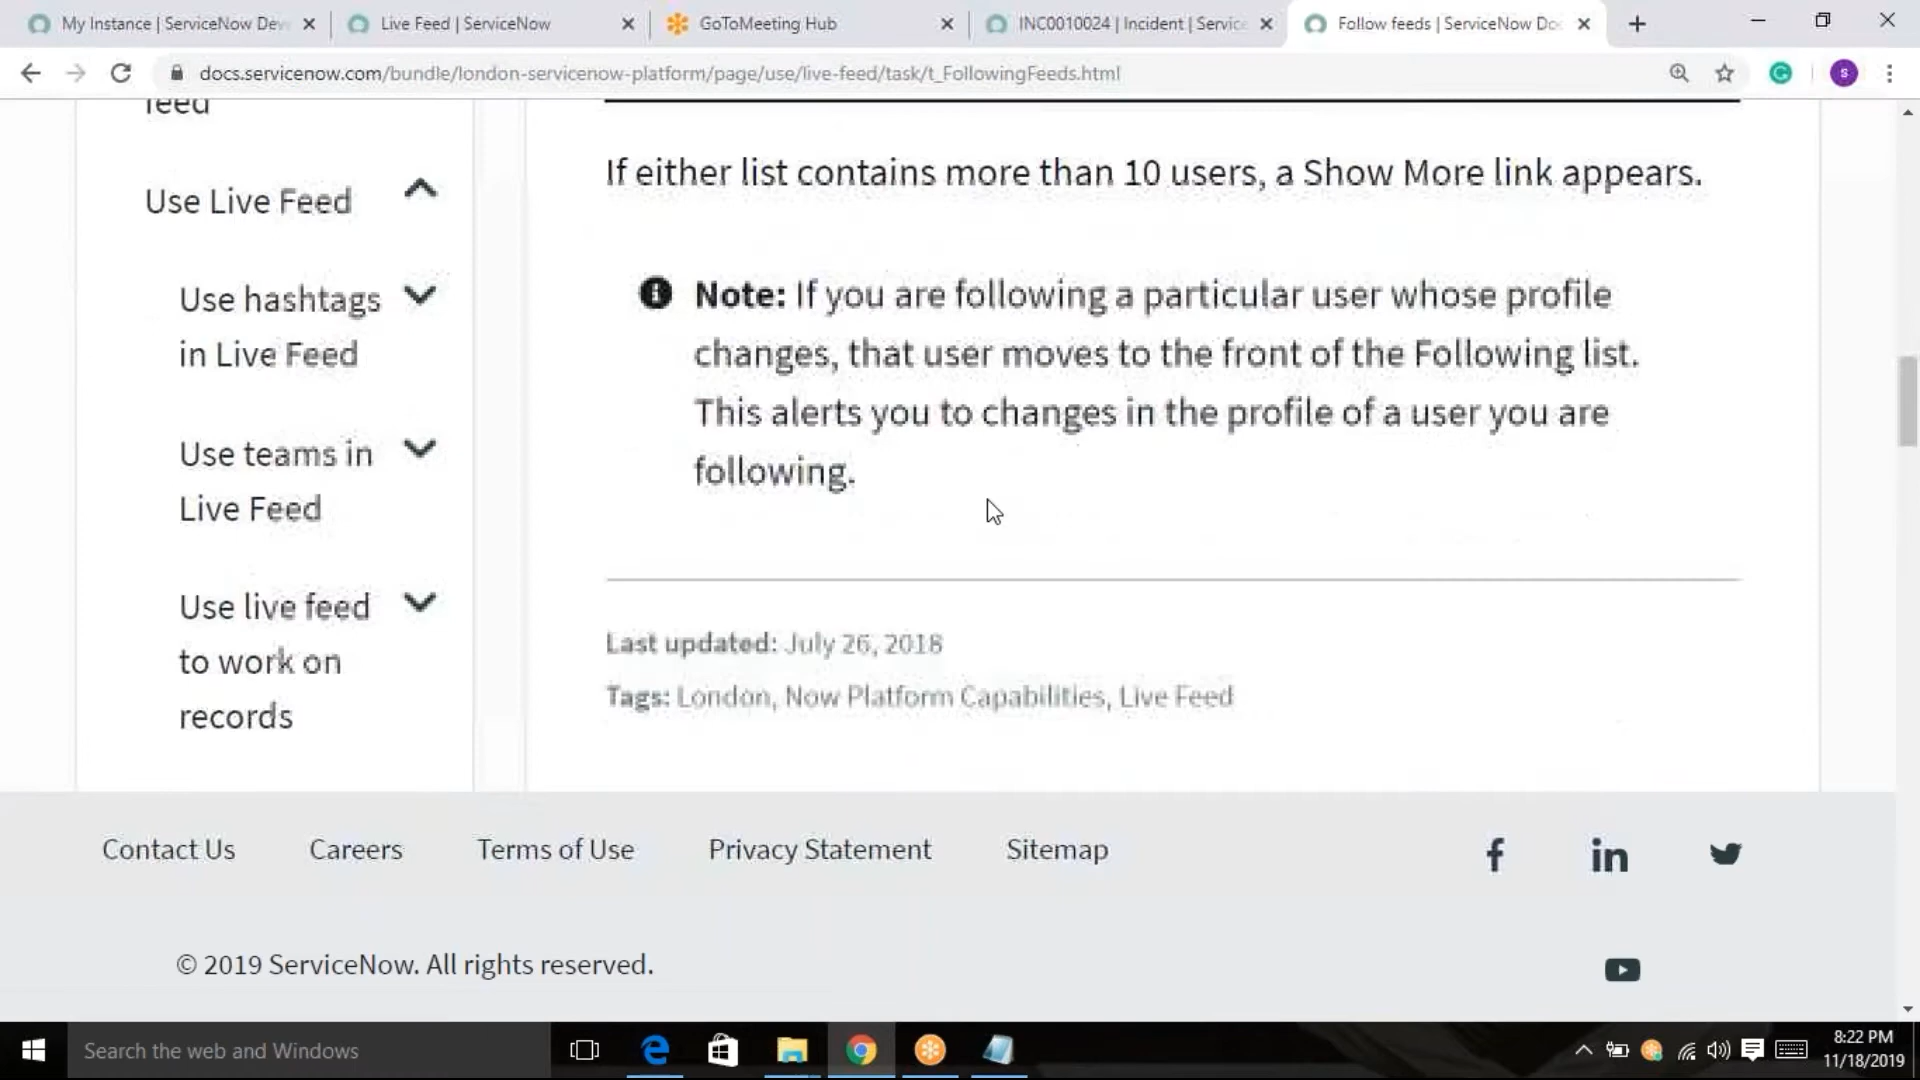 My Instance | ServiceNow Dev
Live Feed | ServiceNow
GoToMeeting Hub
INC0010024 | Incident | Service
Follow feeds | ServiceNow Do
docs.servicenow.com/bundle/london-servicenow-platform/page/use/live-feed/task/t_FollowingFeeds.html
s
feed
Use Live Feed
Use hashtags
in Live Feed
Use teams in
Live Feed
Use live feed
to work on
records
If either list contains more than 10 users, a Show More link appears.
Note: If you are following a particular user whose profile
changes, that user moves to the front of the Following list.
This alerts you to changes in the profile of a user you are
following.
Last updated: July 26, 2018
Tags: London, Now Platform Capabilities, Live Feed
Contact Us
Careers
Terms of Use
Privacy Statement
Sitemap
© 2019 ServiceNow. All rights reserved.
Search the web and Windows
8:22 PM
11/18/2019